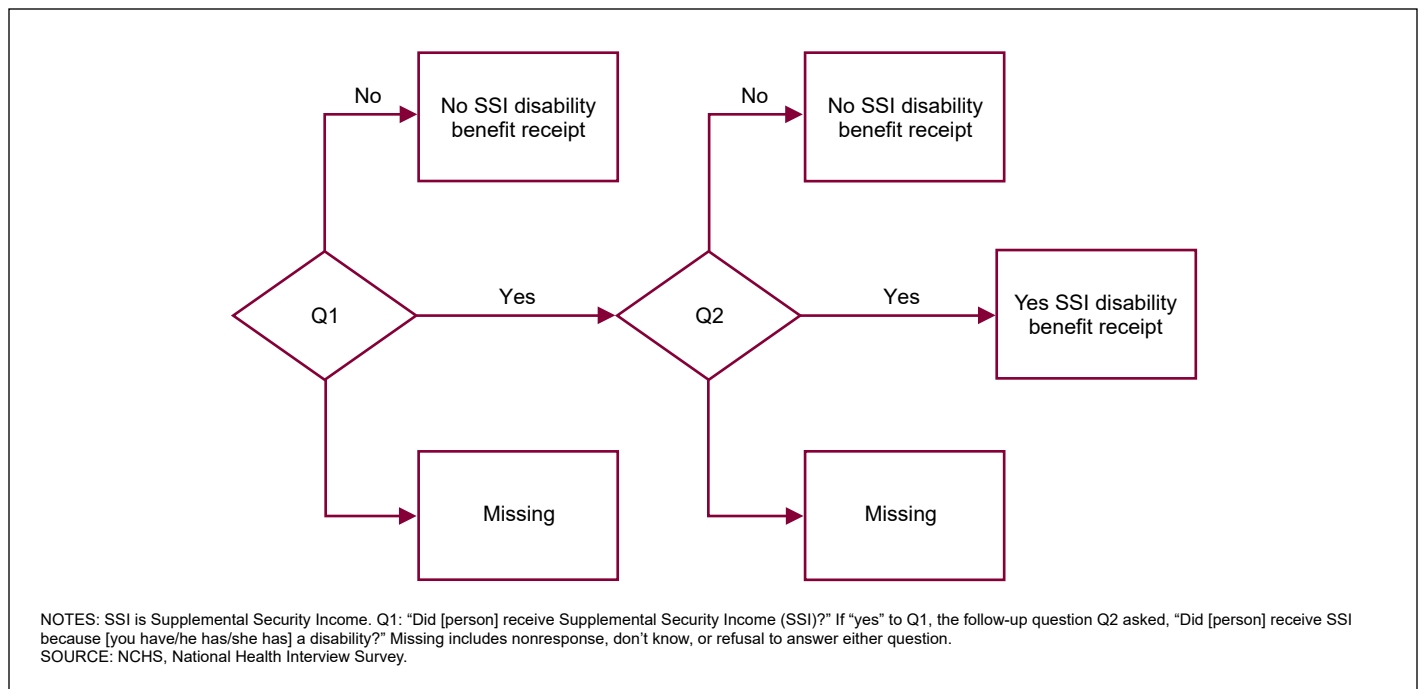 No
No SSI disability
benefit receipt
No
No SSI disability
benefit receipt
Q1
Yes
Q2
Yes
Yes SSI disability
benefit receipt
Missing
Missing
NOTES: SSI is Supplemental Security Income. Q1: “Did [person] receive Supplemental Security Income (SSI)?” If “yes” to Q1, the follow-up question Q2 asked, “Did [person] receive SSI
because [you have/he has/she has] a disability?” Missing includes nonresponse, don’t know, or refusal to answer either question.
SOURCE: NCHS, National Health Interview Survey.